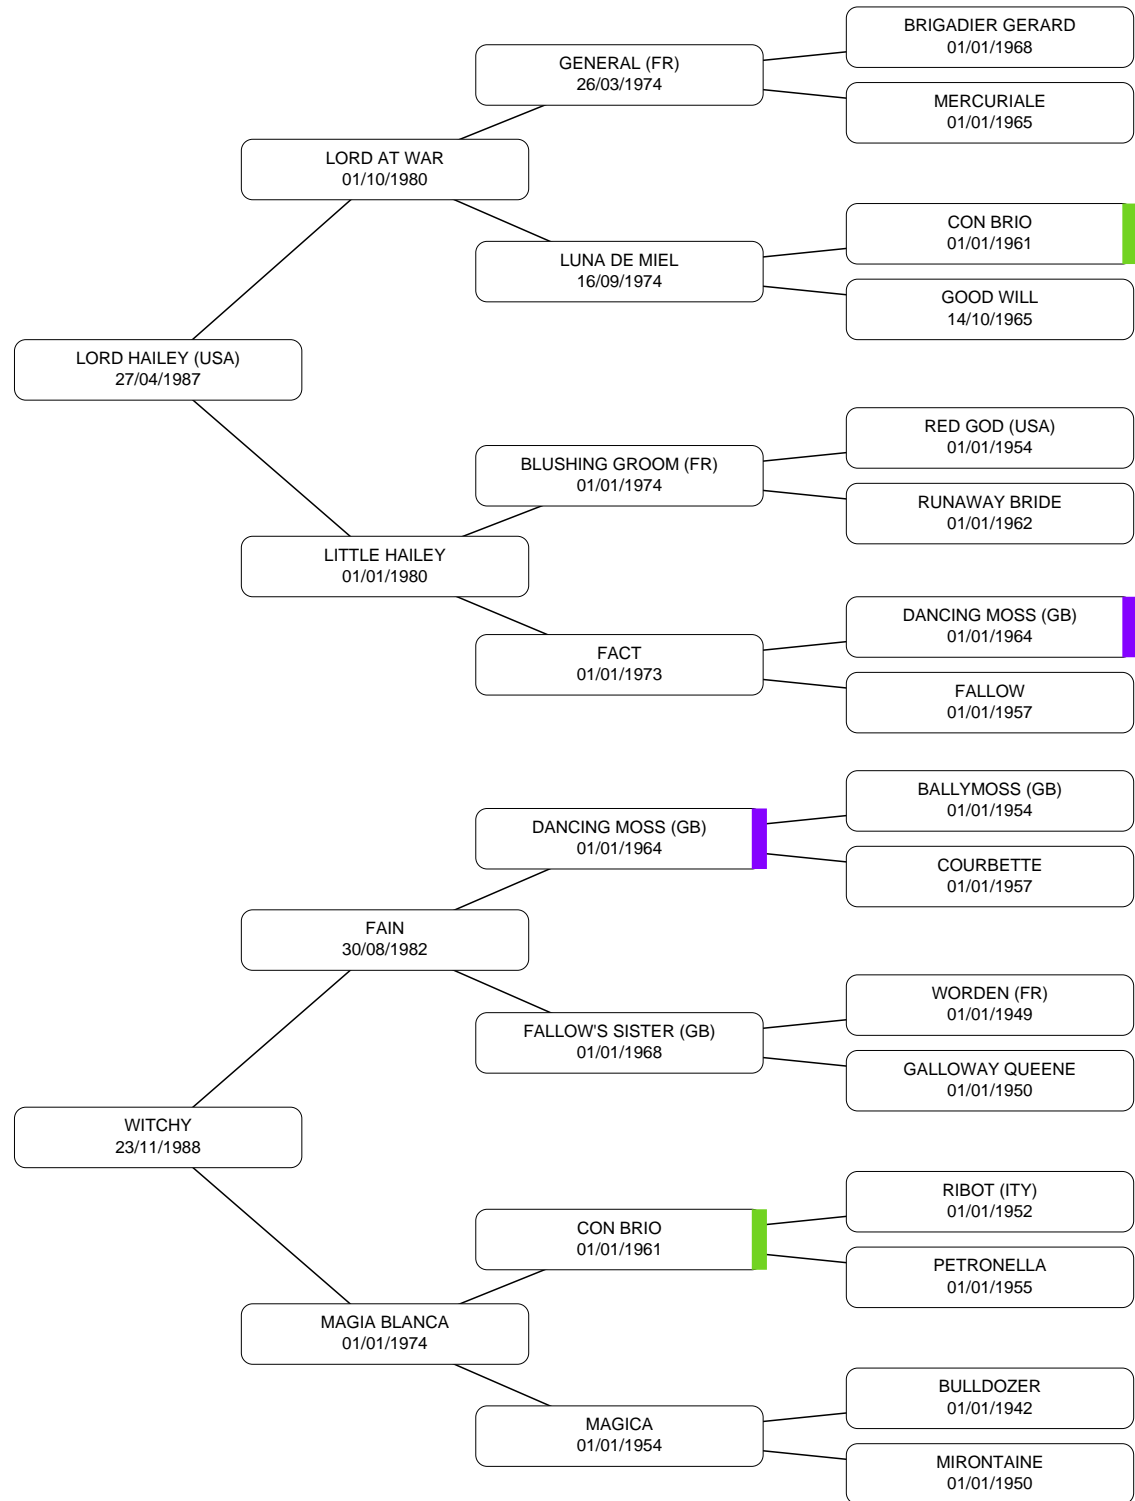 BRIGADIER GERARD
01/01/1968
GENERAL (FR)
26/03/1974
MERCURIALE
01/01/1965
LORD AT WAR
01/10/1980
CON BRIO
01/01/1961
LUNA DE MIEL
16/09/1974
GOOD WILL
14/10/1965
LORD HAILEY (USA)
27/04/1987
RED GOD (USA)
01/01/1954
BLUSHING GROOM (FR)
01/01/1974
RUNAWAY BRIDE
01/01/1962
LITTLE HAILEY
01/01/1980
DANCING MOSS (GB)
01/01/1964
FACT
01/01/1973
FALLOW
01/01/1957
BALLYMOSS (GB)
01/01/1954
DANCING MOSS (GB)
01/01/1964
COURBETTE
01/01/1957
FAIN
30/08/1982
WORDEN (FR)
01/01/1949
FALLOW'S SISTER (GB)
01/01/1968
GALLOWAY QUEENE
01/01/1950
WITCHY
23/11/1988
RIBOT (ITY)
01/01/1952
CON BRIO
01/01/1961
PETRONELLA
01/01/1955
MAGIA BLANCA
01/01/1974
BULLDOZER
01/01/1942
MAGICA
01/01/1954
MIRONTAINE
01/01/1950